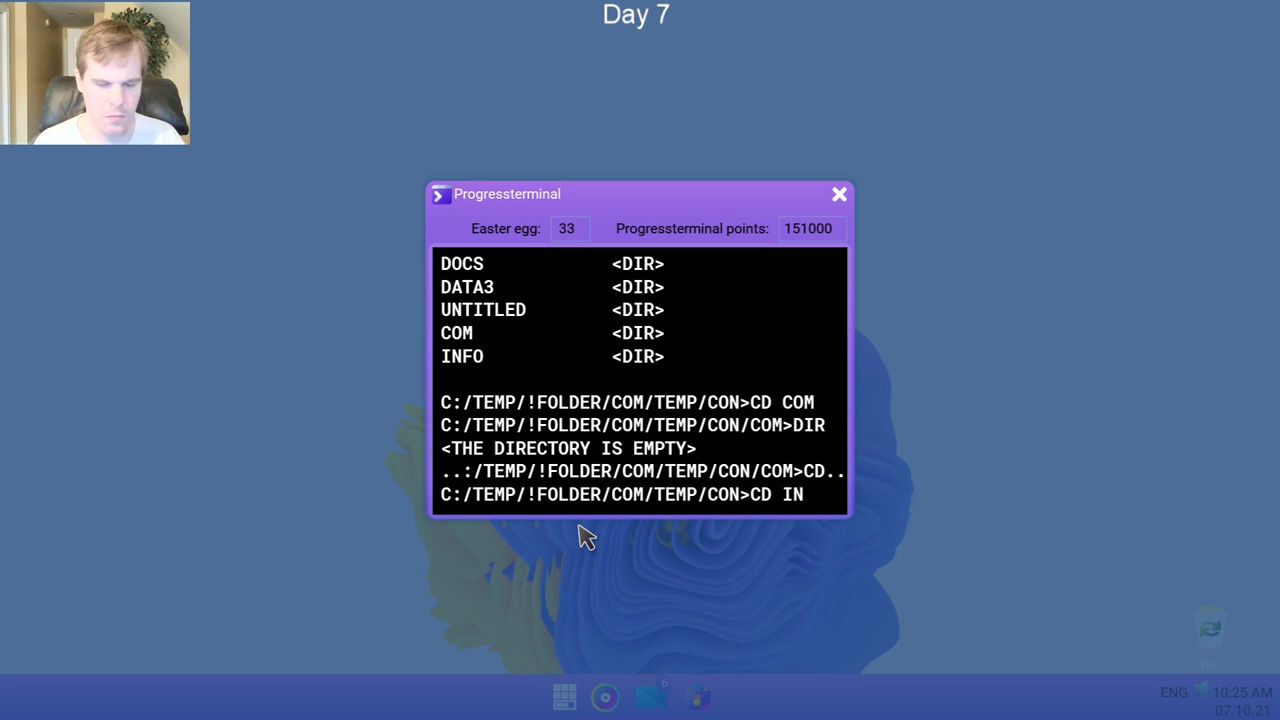 Day 7
Progressterminal
Easter egg: 33 Progressterminal points: 151000
DOCS <DIR>
DATA3 <DIR>
UNTITLED <DIR>
COM <DIR>
INFO <DIR>
C:/TEMP/!FOLDER/COM/TEMP/CON>CD COM
C:/TEMP/!FOLDER/COM/TEMP/CON/COM>DIR
<THE DIRECTORY IS EMPTY>
..:/TEMP/!FOLDER/COM/TEMP/CON/COM>CD..
C:/TEMP/!FOLDER/COM/TEMP/CON>CD IN
Bin
6
ENG 10:25 AM
07.10.21